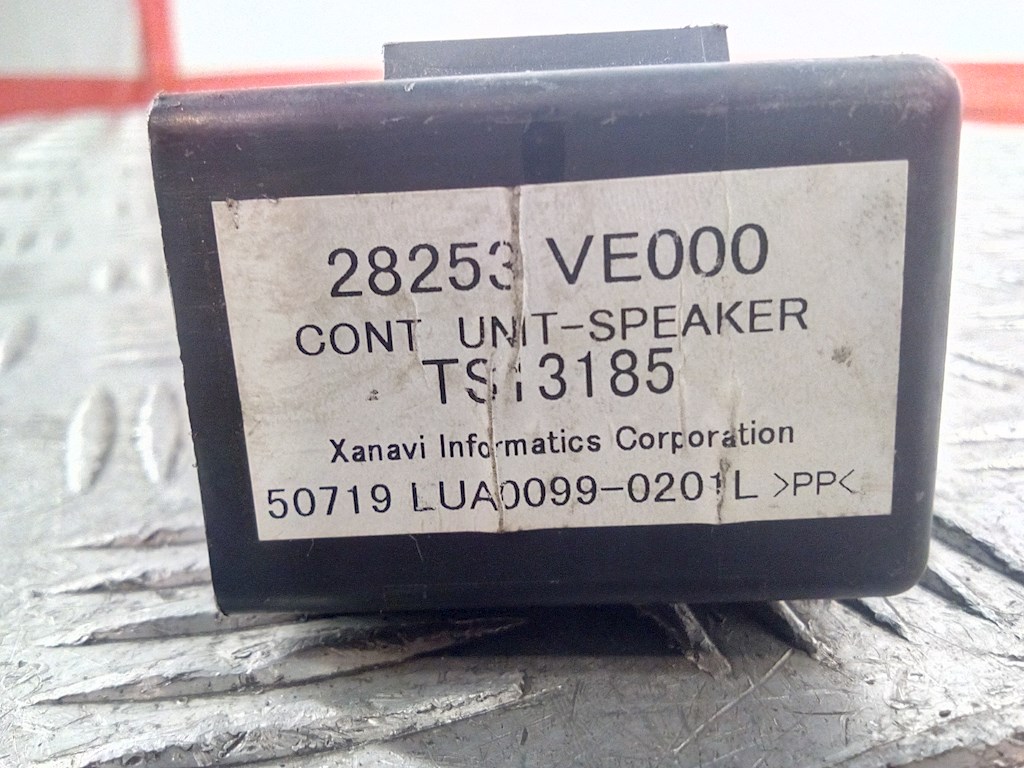 28253 VE000
CONT UNIT-SPEAKER
TS13185
Xanavi Informatics Corporation
50719 LUA0099-0201L >PP<